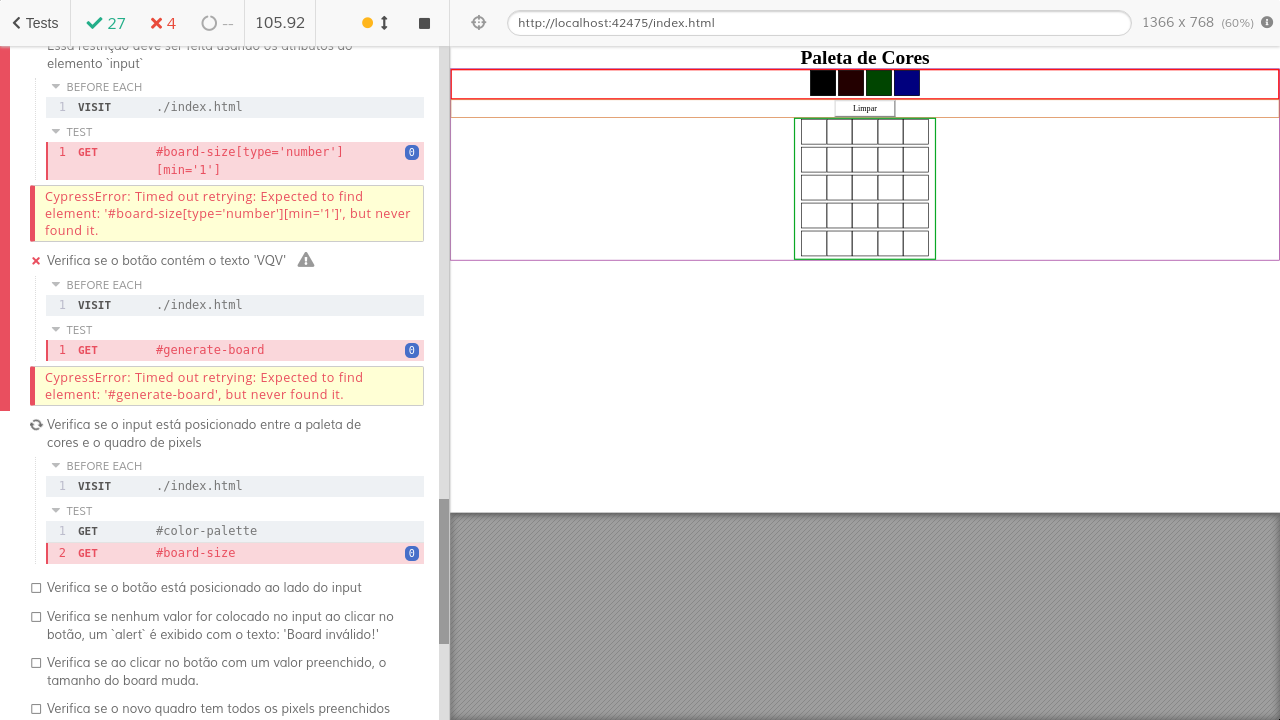 Tests 27 4 -- 105.92
http://localhost:42475/index.html 1366 x 768 (60%)
Essa restrição deve ser feita usando os atributos do
elemento `input`
BEFORE EACH
1 VISIT ./index.html
TEST
1 GET #board-size[type='number'] 0
[min='1']
CypressError: Timed out retrying: Expected to find
element: '#board-size[type='number'][min='1']', but never
found it.
Verifica se o botão contém o texto 'VQV'
BEFORE EACH
1 VISIT ./index.html
TEST
1 GET #generate-board 0
CypressError: Timed out retrying: Expected to find
element: '#generate-board', but never found it.
Verifica se o input está posicionado entre a paleta de
cores e o quadro de pixels
BEFORE EACH
1 VISIT ./index.html
TEST
1 GET #color-palette
2 GET #board-size 0
Verifica se o botão está posicionado ao lado do input
Verifica se nenhum valor for colocado no input ao clicar no
botão, um `alert` é exibido com o texto: 'Board inválido!'
Verifica se ao clicar no botão com um valor preenchido, o
tamanho do board muda.
Verifica se o novo quadro tem todos os pixels preenchidos
Paleta de Cores
Limpar